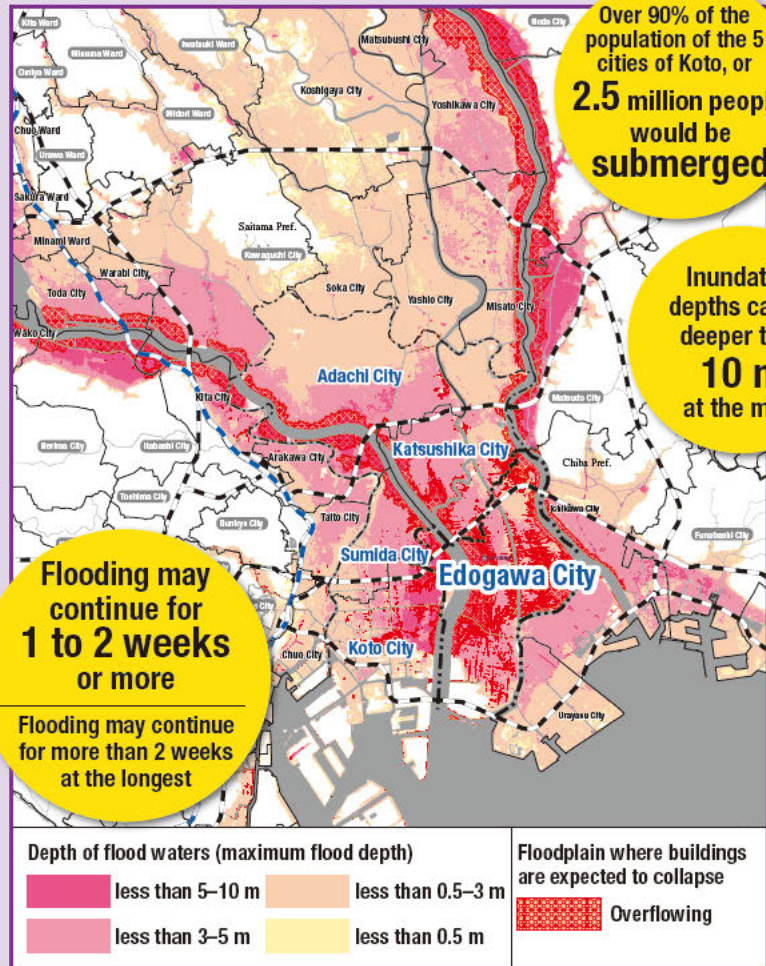 Over 90% of the
population of the 5
cities of Koto, or
2.5 million peopl
would be
submerged
Inundat
depths ca
deeper t
10 m
at the m
Kita Ward
Misuma Ward
Iwatsuki Ward
Matsubushi City
Noda City
Omiya Ward
Koshigaya City
Yoshikawa City
Midori Ward
Chuo Ward
Urawa Ward
Sakura Ward
Saitama Pref.
Minami Ward
Kawaguchi City
Warabi City
Toda City
Soka City
Yashio City
Misato City
Wako City
Adachi City
Kita City
Matsudo City
Nerima City
Itabashi City
Arakawa City
Katsushika City
Chiba Pref.
Toshima City
Ichikawa City
Bunkyo City
Taito City
Funabashi City
Sumida City
Edogawa City
Koto City
Chuo City
Urayasu City
Flooding may
continue for
1 to 2 weeks
or more
Flooding may continue
for more than 2 weeks
at the longest
Depth of flood waters (maximum flood depth)
less than 5–10 m
less than 0.5–3 m
less than 3–5 m
less than 0.5 m
Floodplain where buildings
are expected to collapse
Overflowing